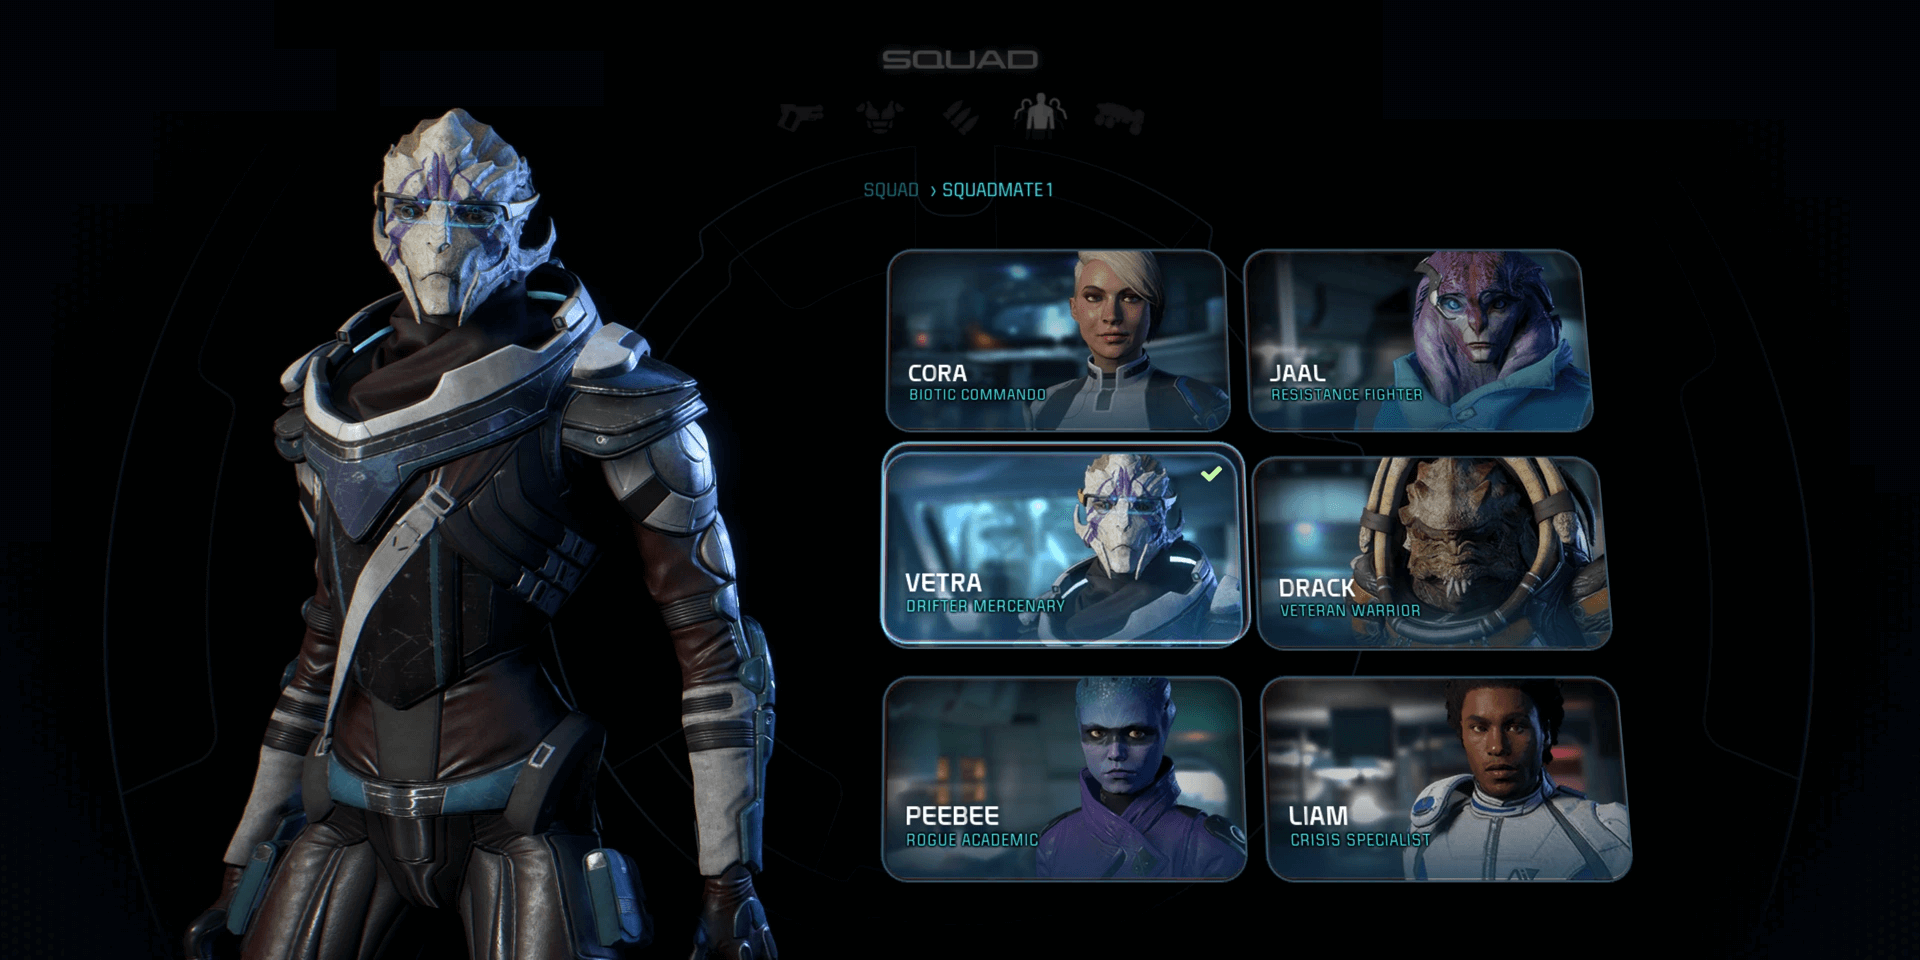 SQUAD
SQUAD › SQUADMATE 1
CORA
BIOTIC COMMANDO
JAAL
RESISTANCE FIGHTER
VETRA
DRIFTER MERCENARY
DRACK
VETERAN WARRIOR
PEEBEE
ROGUE ACADEMIC
LIAM
CRISIS SPECIALIST